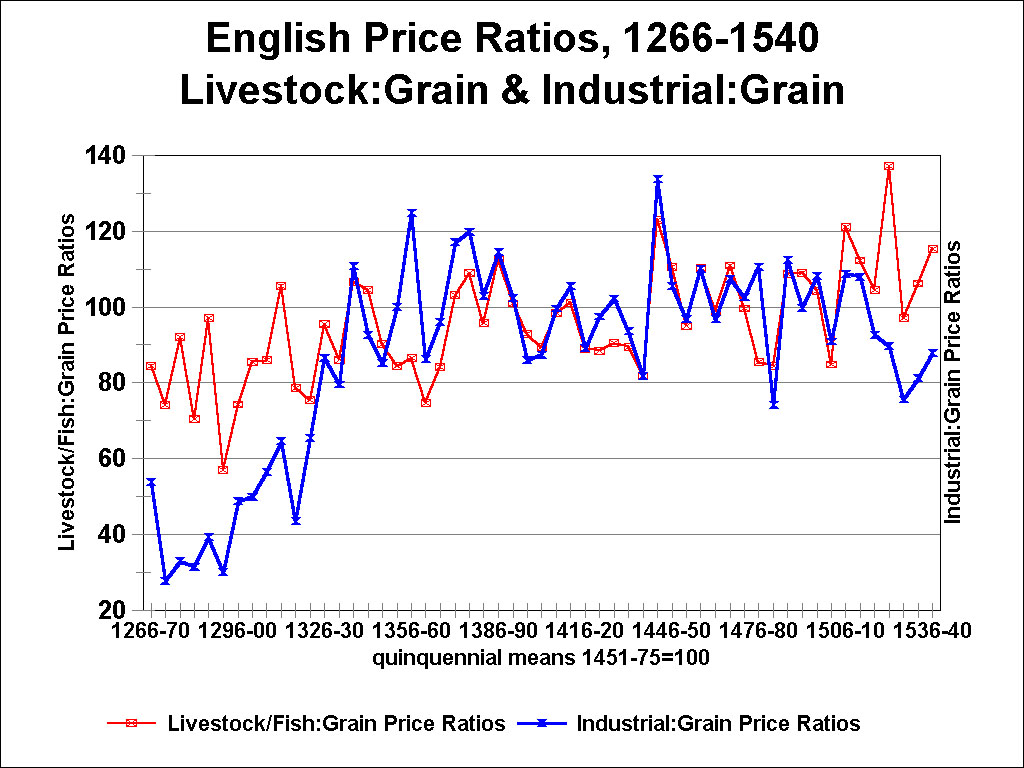 English Price Ratios, 1266-1540
Livestock:Grain & Industrial:Grain
Livestock/Fish:Grain Price Ratios
140
120
100
80
60
40
20
Industrial:Grain Price Ratios
1266-70 1296-00 1326-30 1356-60 1386-90 1416-20 1446-50 1476-80 1506-10 1536-40
quinquennial means 1451-75=100
Livestock/Fish:Grain Price Ratios Industrial:Grain Price Ratios